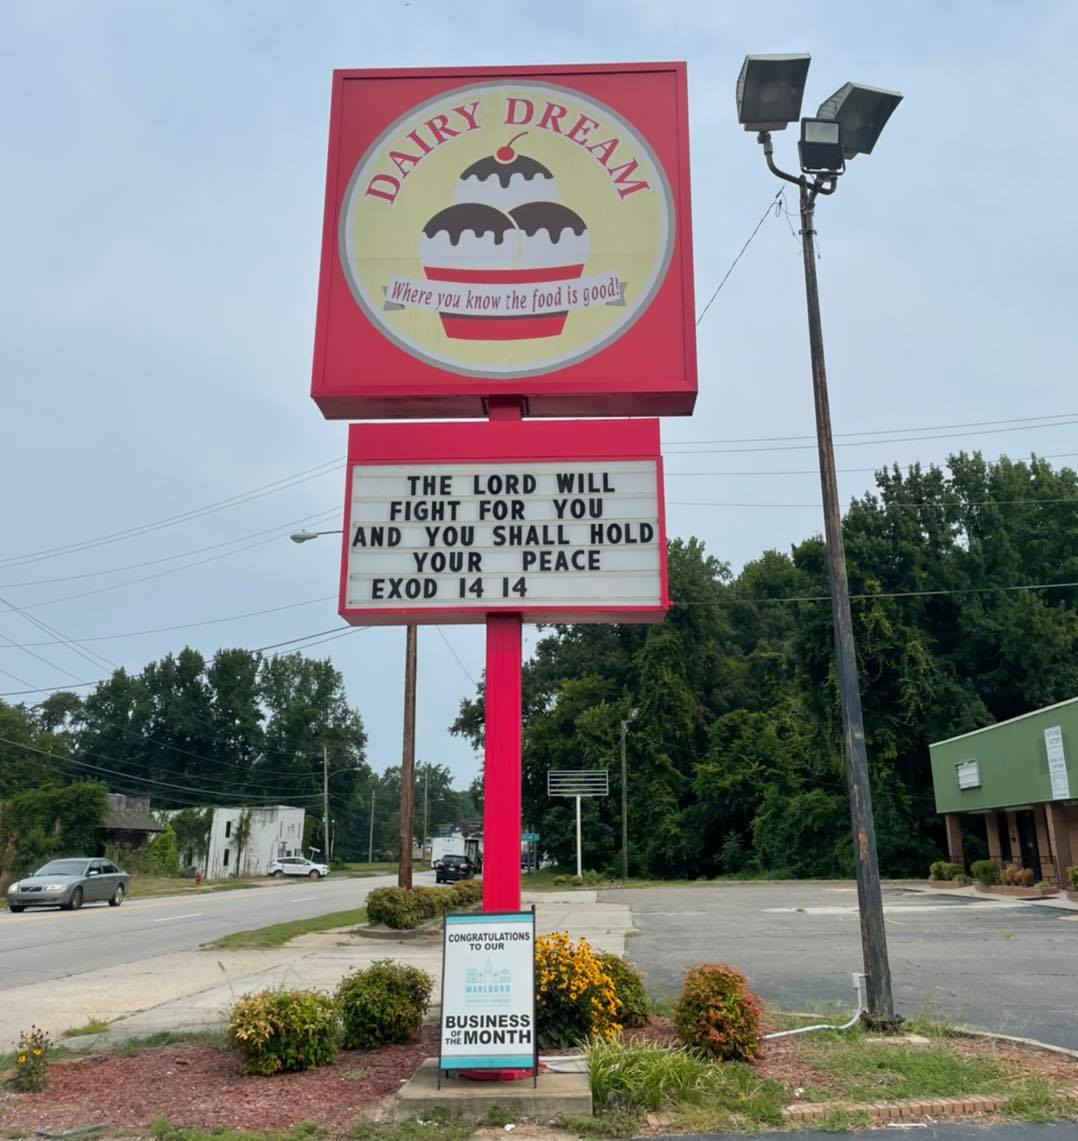 DAIRY DREAM
Where you know the food is good!
THE LORD WILL
FIGHT FOR YOU
AND YOU SHALL HOLD
YOUR PEACE
EXOD 14 14
CONGRATULATIONS
TO OUR
MARLBORO
BUSINESS
OF THE MONTH